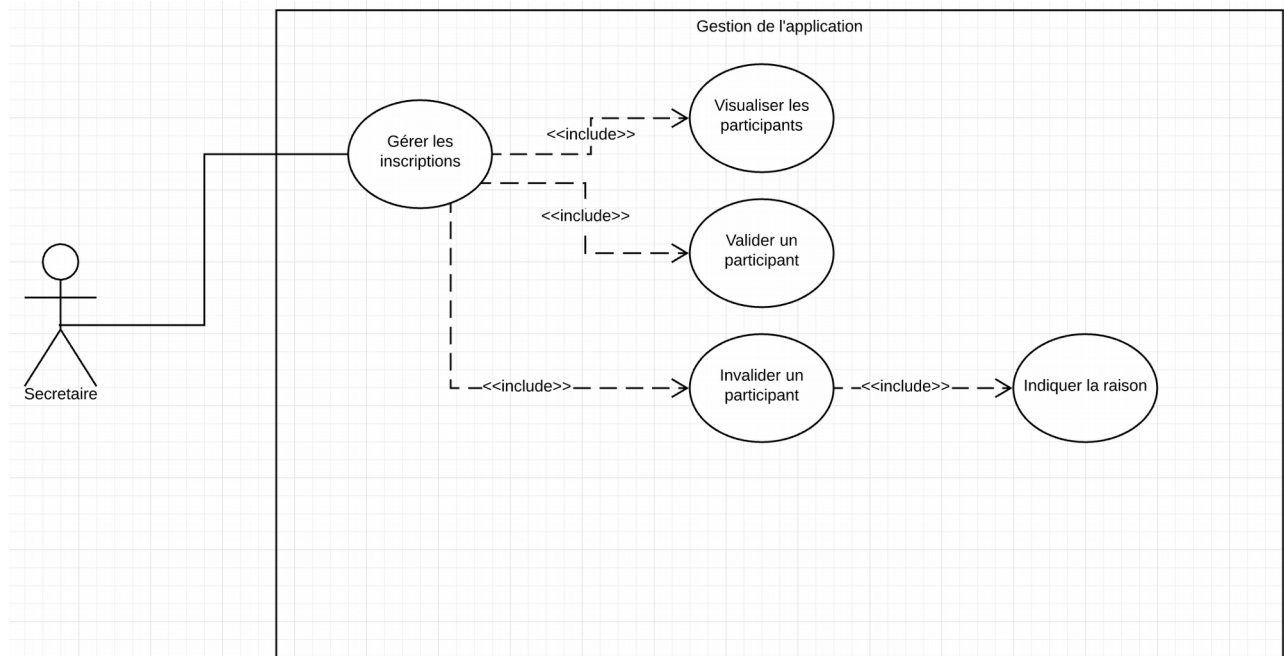 Gestion de l'application
Visualiser les
participants
<<include>>
Gérer les
inscriptions
<<include>>
Valider un
participant
Secretaire
<<include>>
Invalider un
participant
<<include>>
Indiquer la raison